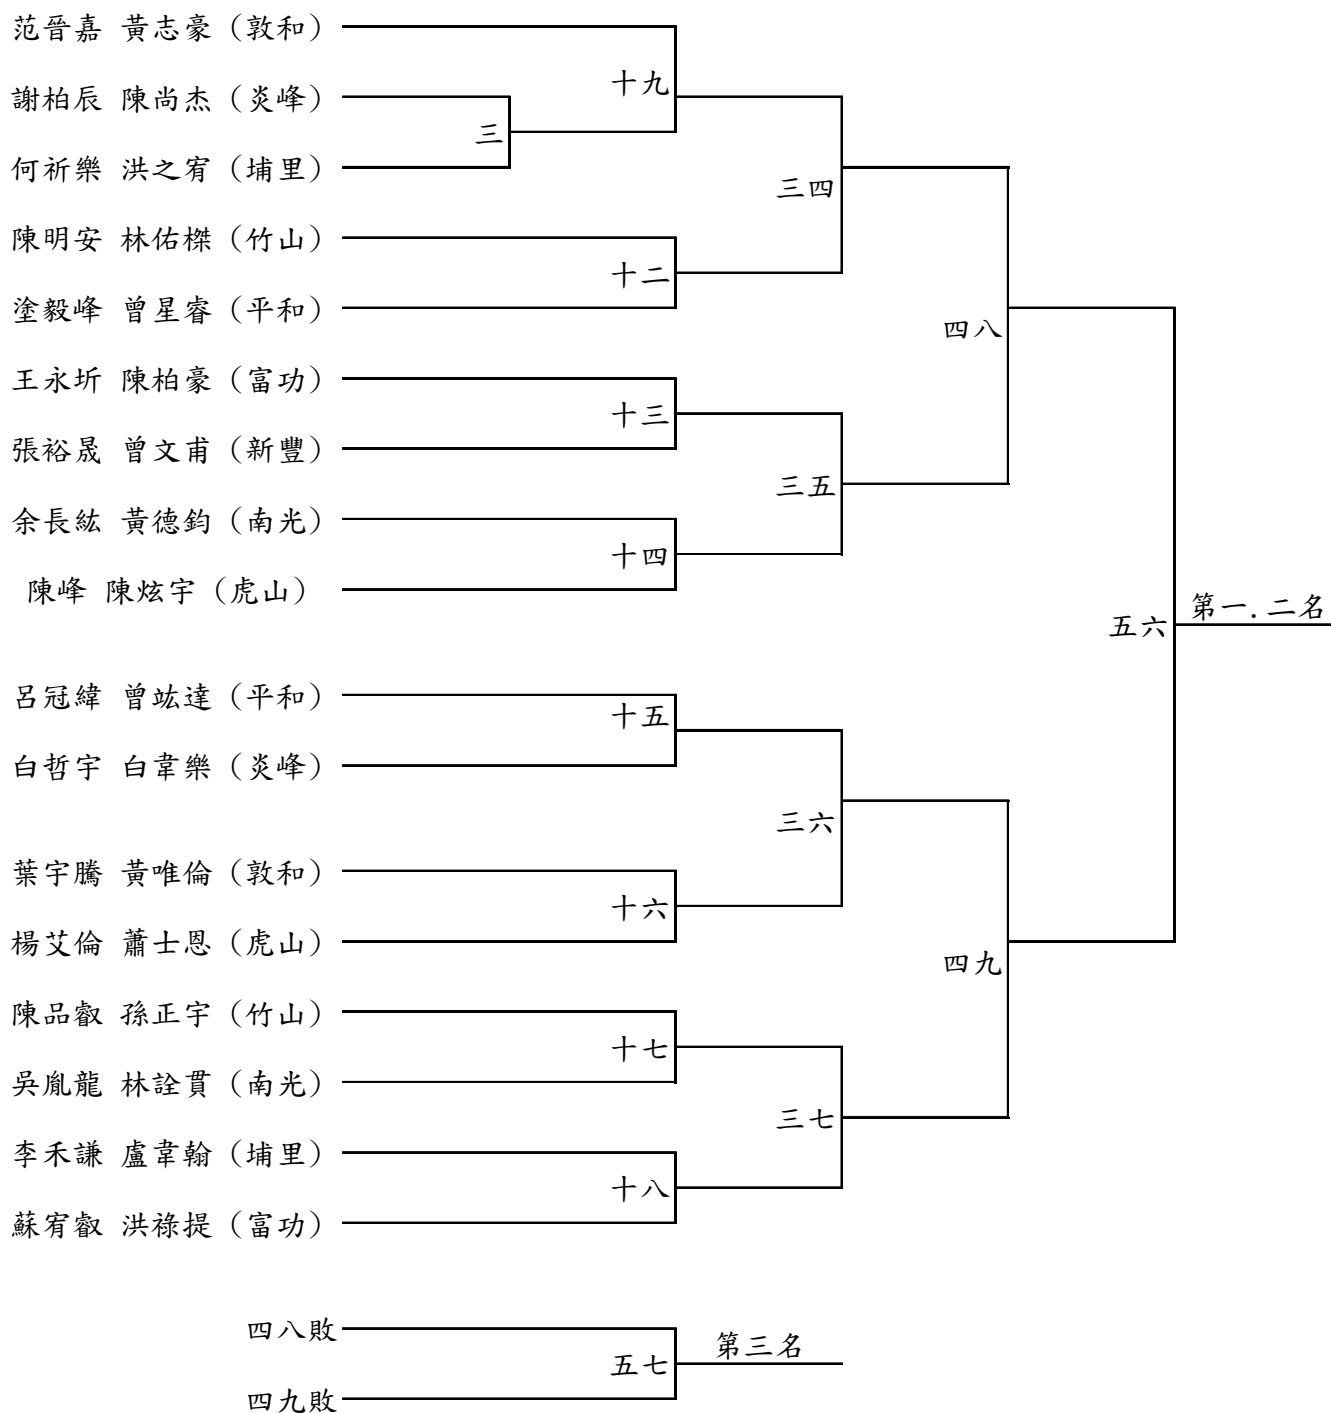 范晉嘉 黃志豪（敦和）
十九
謝柏辰 陳尚杰（炎峰）
三
何祈樂 洪之宥（埔里）
三四
陳明安 林佑榤（竹山）
十二
塗毅峰 曾星睿（平和）
四八
王永圻 陳柏豪（富功）
十三
張裕晟 曾文甫（新豐）
三五
余長紘 黃德鈞（南光）
十四
陳峰 陳炫宇（虎山）
第一.二名
五六
呂冠緯 曾竑達（平和）
十五
白哲宇 白韋樂（炎峰）
三六
葉宇騰 黃唯倫（敦和）
十六
楊艾倫 蕭士恩（虎山）
四九
陳品叡 孫正宇（竹山）
十七
吳胤龍 林詮貫（南光）
三七
李禾謙 盧韋翰（埔里）
十八
蘇宥叡 洪祿提（富功）
四八敗
第三名
五七
四九敗